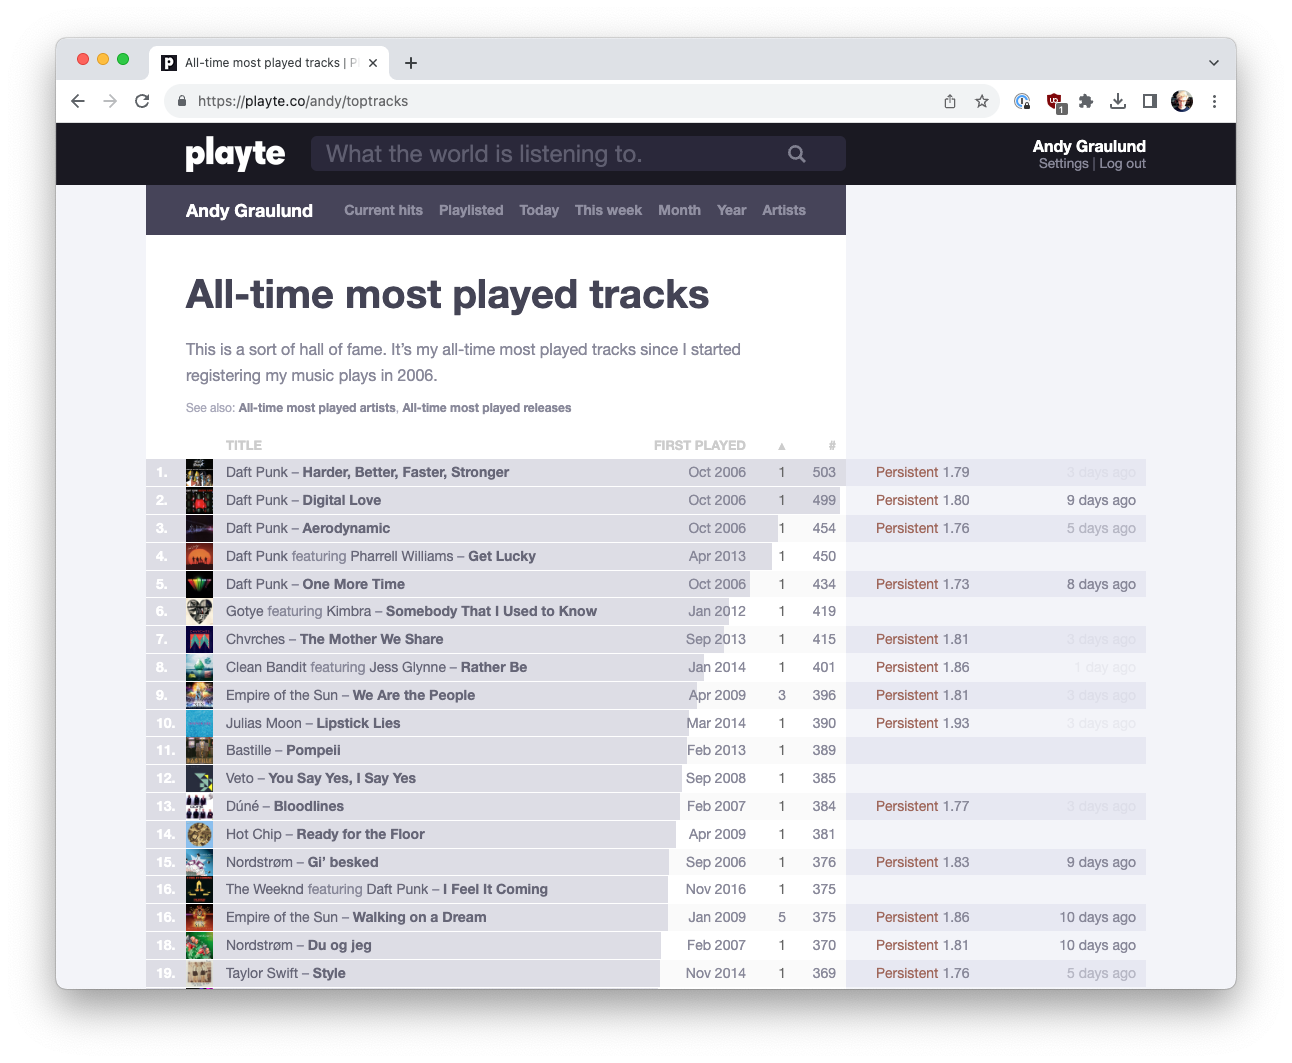 All-time most played tracks | P
https://playte.co/andy/toptracks
1
playte
What the world is listening to.
Andy Graulund
Settings | Log out
Andy Graulund Current hits Playlisted Today This week Month Year Artists
All-time most played tracks
This is a sort of hall of fame. It’s my all-time most played tracks since I started
registering my music plays in 2006.
See also: All-time most played artists, All-time most played releases
TITLE FIRST PLAYED ▲ #
1. Daft Punk – Harder, Better, Faster, Stronger Oct 2006 1 503 Persistent 1.79 3 days ago
2. Daft Punk – Digital Love Oct 2006 1 499 Persistent 1.80 9 days ago
3. Daft Punk – Aerodynamic Oct 2006 1 454 Persistent 1.76 5 days ago
4. Daft Punk featuring Pharrell Williams – Get Lucky Apr 2013 1 450
5. Daft Punk – One More Time Oct 2006 1 434 Persistent 1.73 8 days ago
6. Gotye featuring Kimbra – Somebody That I Used to Know Jan 2012 1 419
7. Chvrches – The Mother We Share Sep 2013 1 415 Persistent 1.81 3 days ago
8. Clean Bandit featuring Jess Glynne – Rather Be Jan 2014 1 401 Persistent 1.86 1 day ago
9. Empire of the Sun – We Are the People Apr 2009 3 396 Persistent 1.81 3 days ago
10. Julias Moon – Lipstick Lies Mar 2014 1 390 Persistent 1.93 3 days ago
11. Bastille – Pompeii Feb 2013 1 389
12. Veto – You Say Yes, I Say Yes Sep 2008 1 385
13. Dúné – Bloodlines Feb 2007 1 384 Persistent 1.77 3 days ago
14. Hot Chip – Ready for the Floor Apr 2009 1 381
15. Nordstrøm – Gi’ besked Sep 2006 1 376 Persistent 1.83 9 days ago
16. The Weeknd featuring Daft Punk – I Feel It Coming Nov 2016 1 375
16. Empire of the Sun – Walking on a Dream Jan 2009 5 375 Persistent 1.86 10 days ago
18. Nordstrøm – Du og jeg Feb 2007 1 370 Persistent 1.81 10 days ago
19. Taylor Swift – Style Nov 2014 1 369 Persistent 1.76 5 days ago